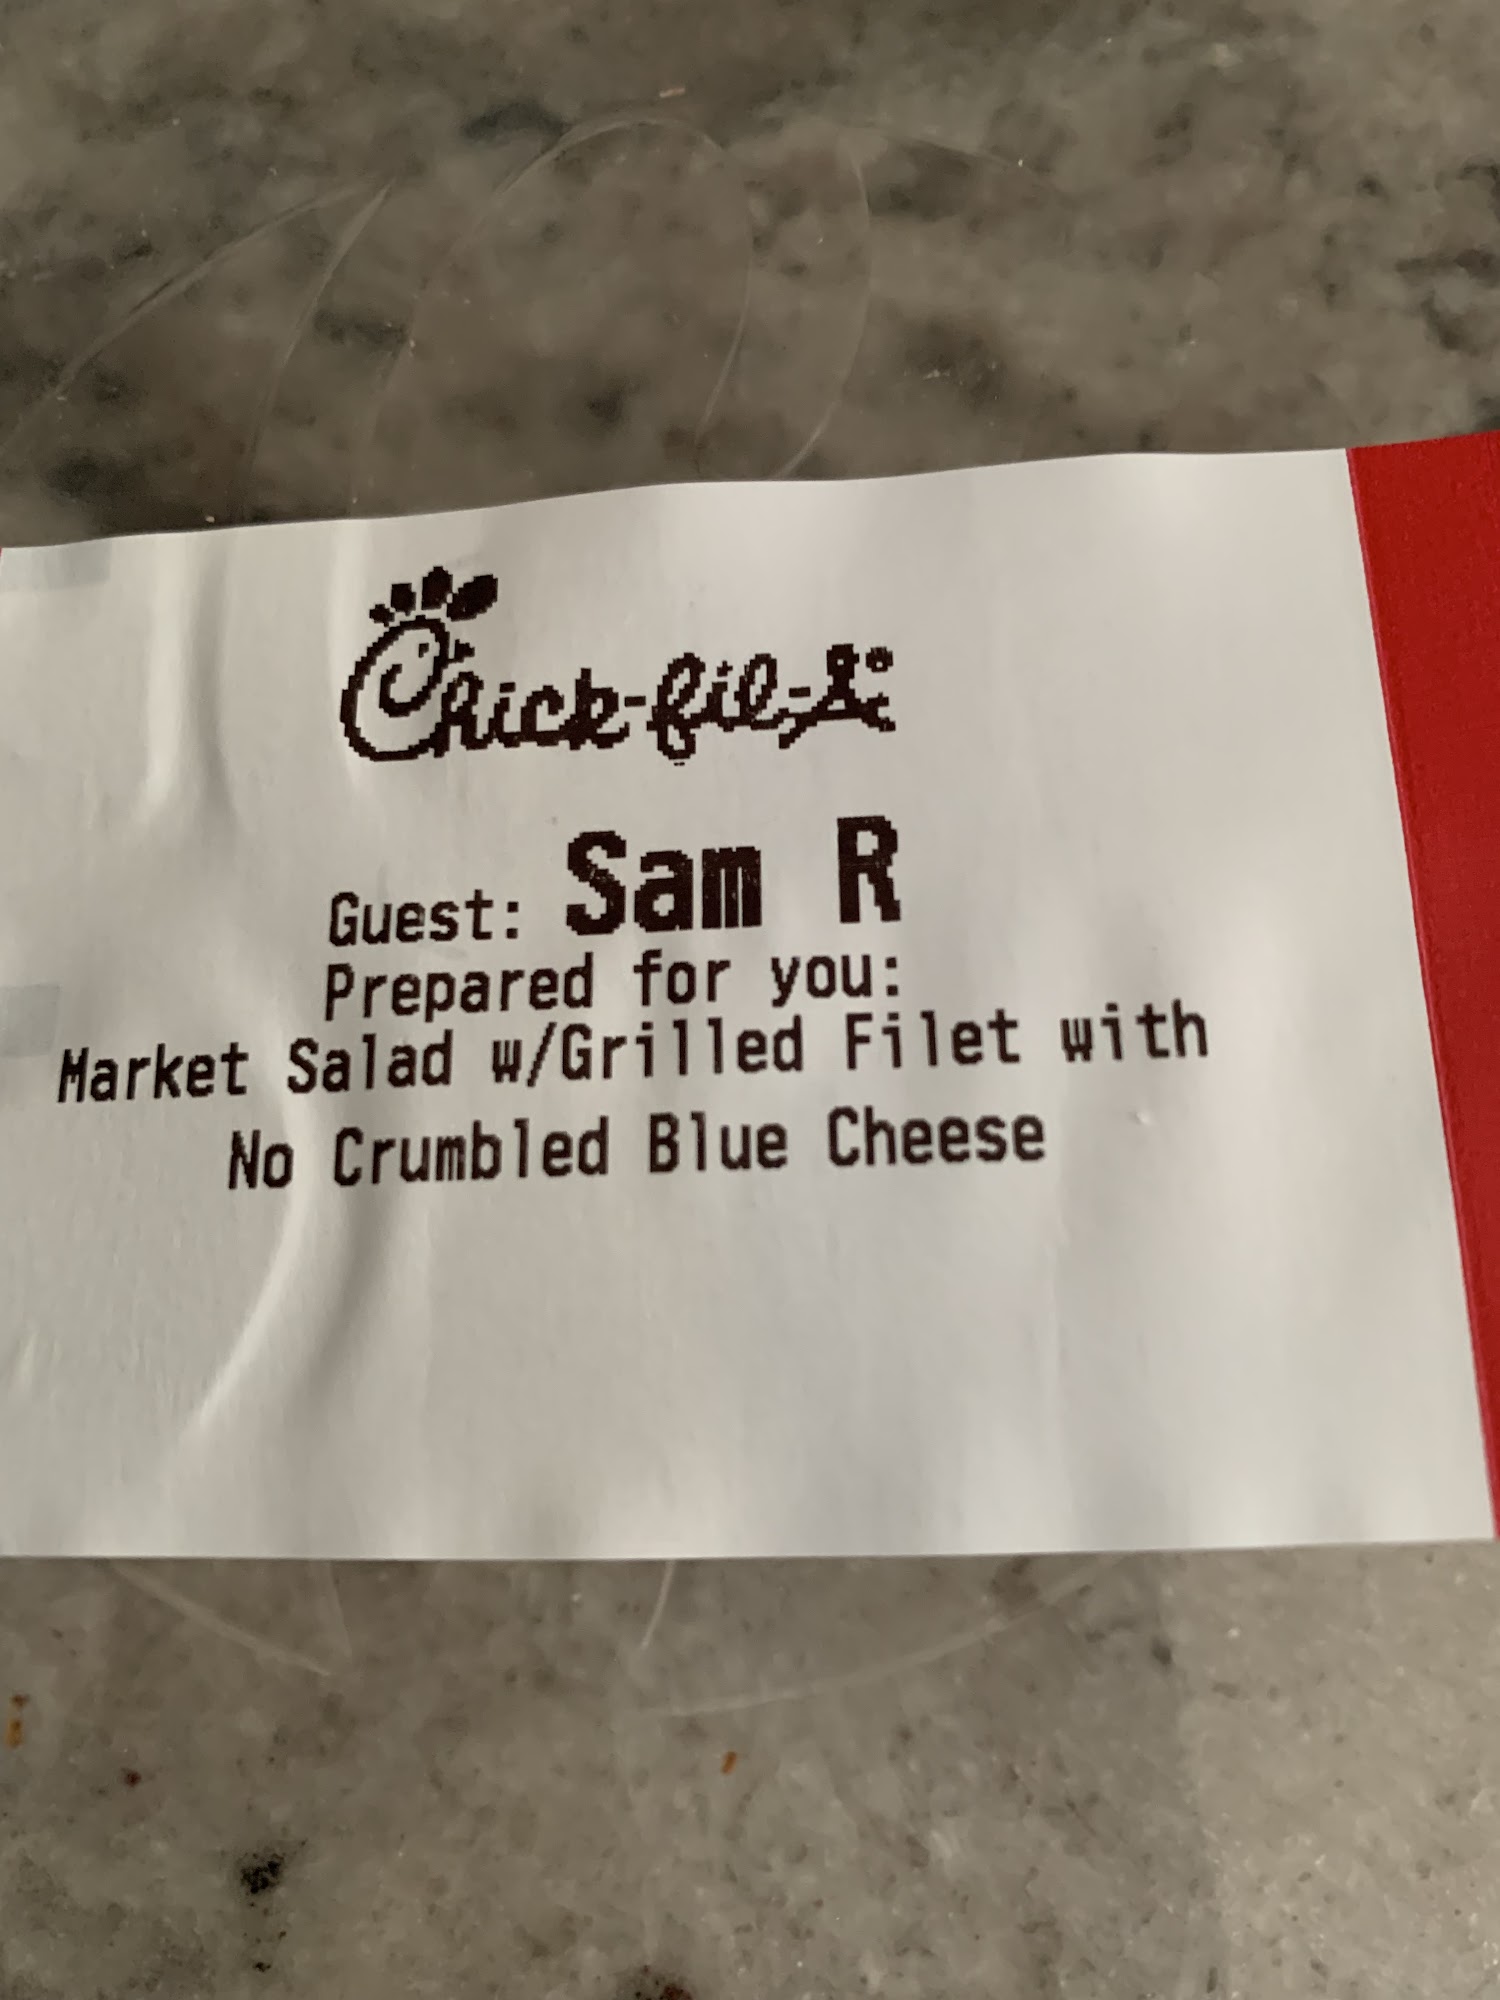 Chick-fil-A
Guest: Sam R
Prepared for you:
Market Salad w/Grilled Filet with
No Crumbled Blue Cheese